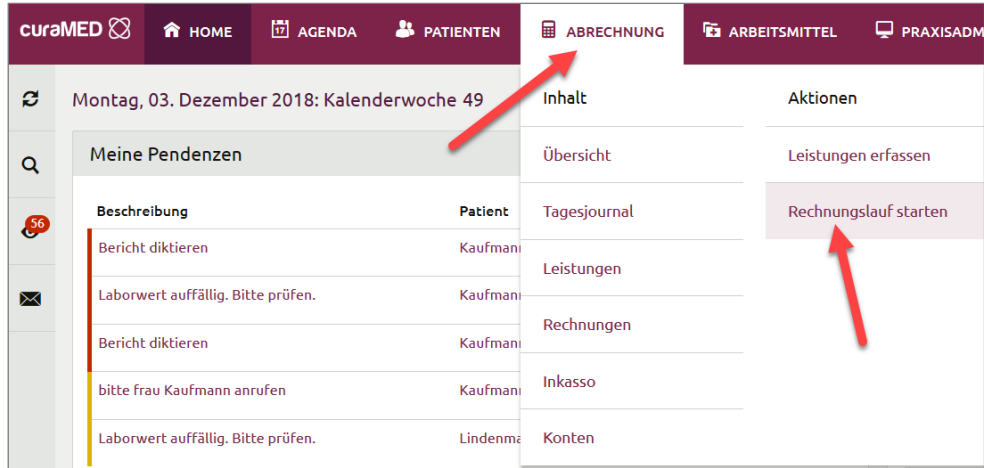 curaMED HOME 17 AGENDA PATIENTEN ABRECHNUNG ARBEITSMITTEL PRAXISADM
Montag, 03. Dezember 2018: Kalenderwoche 49
Inhalt Aktionen
Meine Pendenzen
Übersicht Leistungen erfassen
Beschreibung Patient
Tagesjournal Rechnungslauf starten
56
Bericht diktieren Kaufmann
Leistungen
Laborwert auffällig. Bitte prüfen. Kaufmann
Rechnungen
Bericht diktieren Kaufmann
Inkasso
bitte frau Kaufmann anrufen Kaufmann
Laborwert auffällig. Bitte prüfen. Lindenma
Konten